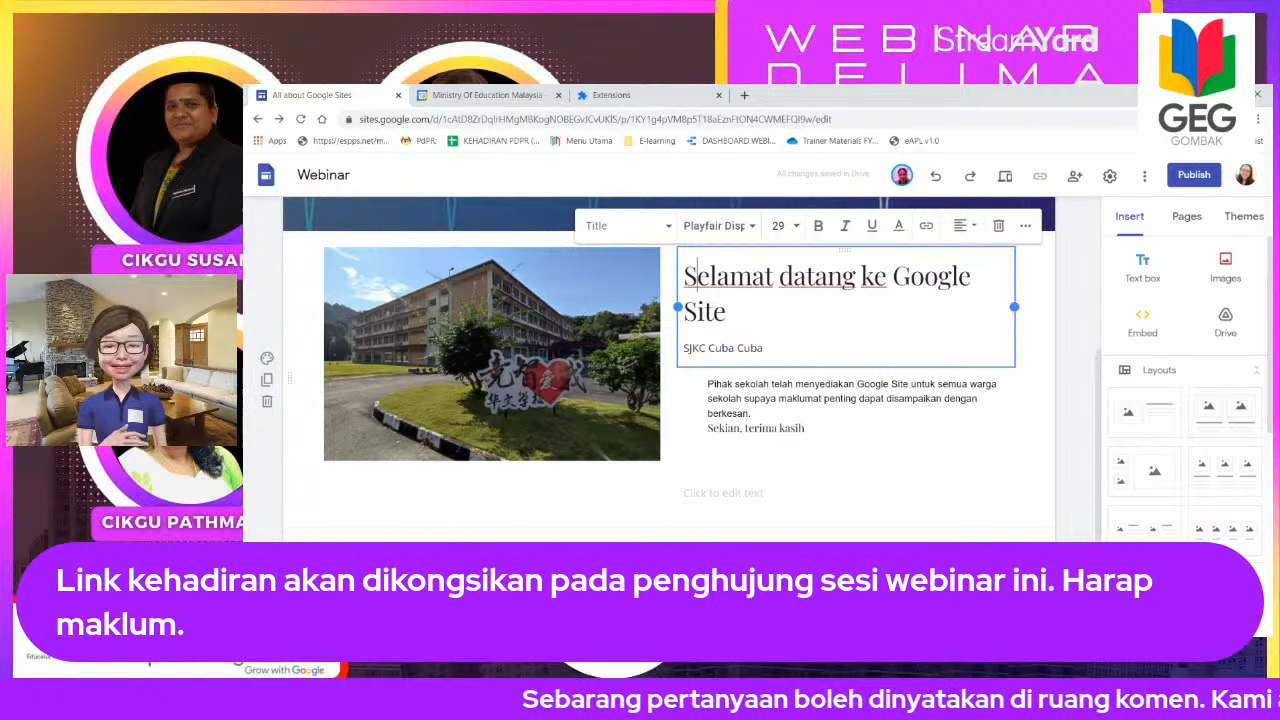 WEBINAR
StreamYard
DELIMA
GEG
GOMBAK
All about Google Sites
Ministry Of Education Malaysia
Extensions
sites.google.com/d/
/edit
Apps
https://espps.net/m...
PdPR
KEHADIRAN PDPR (...
Menu Utama
E-learning
DASHBOARD WEBI...
Trainer Materials FY...
eAPL v1.0
Webinar
All changes saved in Drive
Publish
Title
Playfair Disp
29
B
I
U
A
Insert
Pages
Themes
Text box
Images
Embed
Drive
Layouts
Selamat datang ke Google
Site
SJKC Cuba Cuba
Pihak sekolah telah menyediakan Google Site untuk semua warga
sekolah supaya maklumat penting dapat disampaikan dengan
berkesan.
Sekian, terima kasih
Click to edit text
华文学校
CIKGU SUSAN
CIKGU PATHMA
Link kehadiran akan dikongsikan pada penghujung sesi webinar ini. Harap
maklum.
Grow with Google
Sebarang pertanyaan boleh dinyatakan di ruang komen. Kami